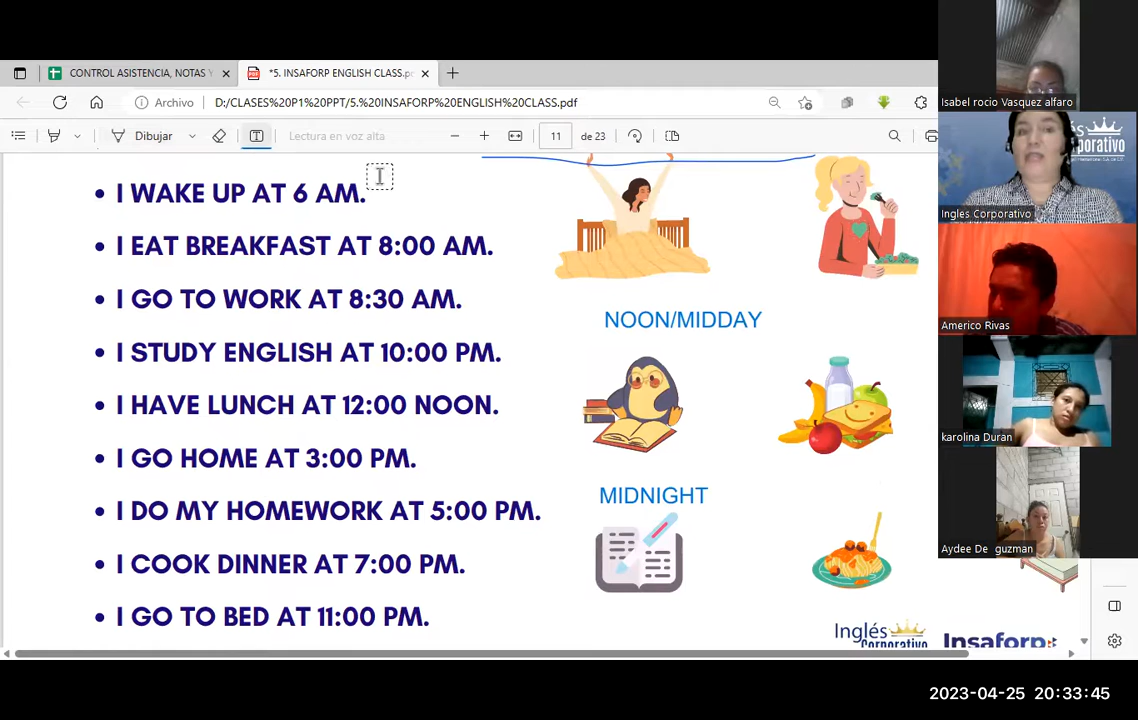 CONTROL ASISTENCIA, NOTAS Y
*5. INSAFORP ENGLISH CLASS.p
Archivo
D:/CLASES%20P1%20PPT/5.%20INSAFORP%20ENGLISH%20CLASS.pdf
Dibujar
Lectura en voz alta
11
de 23
I WAKE UP AT 6 AM.
I EAT BREAKFAST AT 8:00 AM.
I GO TO WORK AT 8:30 AM.
I STUDY ENGLISH AT 10:00 PM.
I HAVE LUNCH AT 12:00 NOON.
I GO HOME AT 3:00 PM.
I DO MY HOMEWORK AT 5:00 PM.
I COOK DINNER AT 7:00 PM.
I GO TO BED AT 11:00 PM.
NOON/MIDDAY
MIDNIGHT
Inglés
Corporativo
Insaforp
Isabel rocio Vasquez alfaro
Ingles Corporativo
Americo Rivas
karolina Duran
Aydee De guzman
2023-04-25 20:33:45